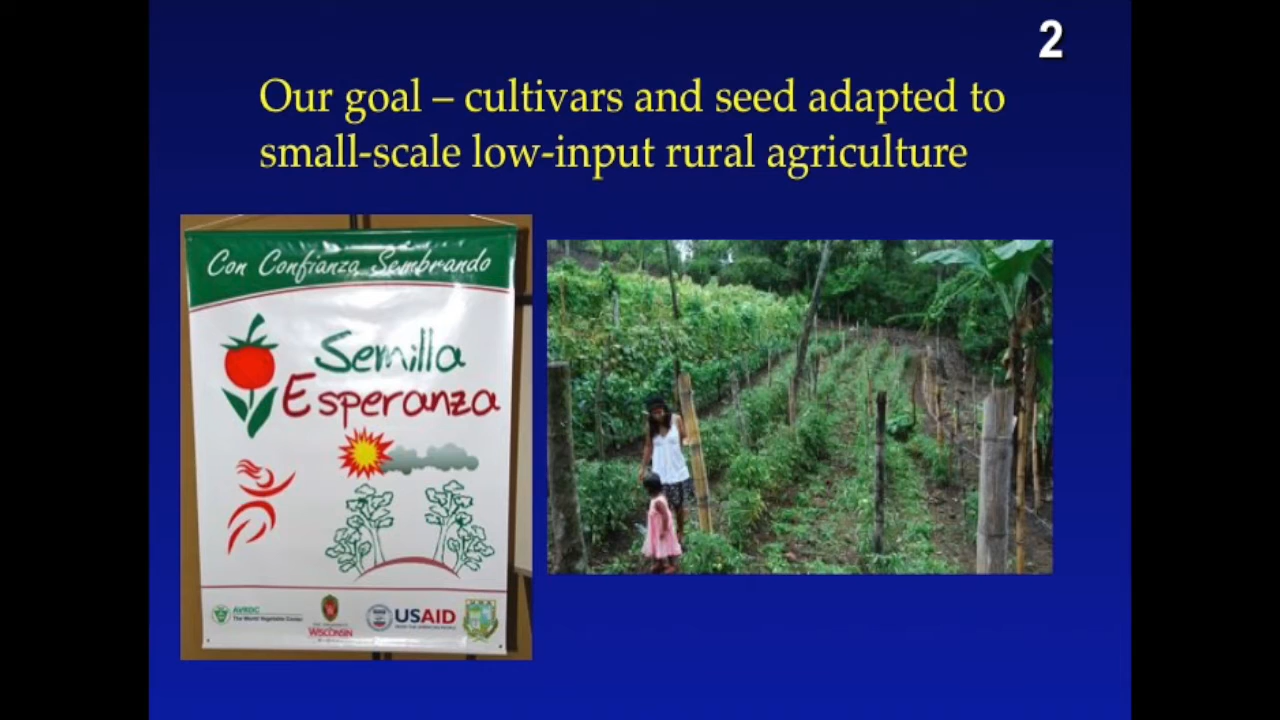 2
Our goal – cultivars and seed adapted to
small-scale low-input rural agriculture
Con Confianza Sembrando
Semilla
Esperanza
AVRDC
The World Vegetable Center
WISCONSIN
USAID